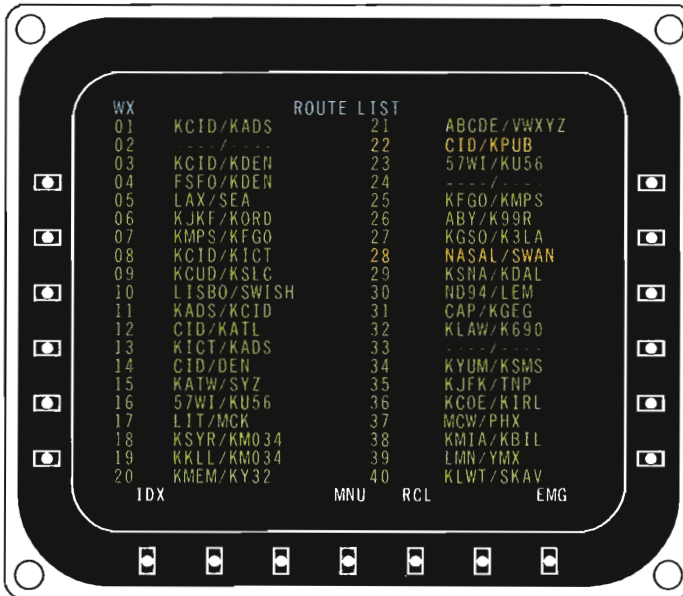 WX ROUTE LIST
01 KCID/KADS 21 ABCDE/VWXYZ
02 ----/---- 22 CID/KPUB
03 KCID/KDEN 23 57WI/KU56
04 FSFO/KDEN 24 ----/----
05 LAX/SEA 25 KFGO/KMPS
06 KJKF/KORD 26 ABY/K99R
07 KMPS/KFGO 27 KGSO/K3LA
08 KCID/KICT 28 NASAL/SWAN
09 KCUD/KSLC 29 KSNA/KDAL
10 LISBO/SWISH 30 ND94/LEM
11 KADS/KCID 31 CAP/KGEG
12 CID/KATL 32 KLAW/K690
13 KICT/KADS 33 ----/----
14 CID/DEN 34 KYUM/KSMS
15 KATW/SYZ 35 KJFK/TNP
16 57WI/KU56 36 KCOE/KIRL
17 LIT/MCK 37 MCW/PHX
18 KSYR/KM034 38 KMIA/KBIL
19 KKLL/KM034 39 LMN/YMX
20 KMEM/KY32 40 KLWT/SKAV
IDX MNU RCL EMG